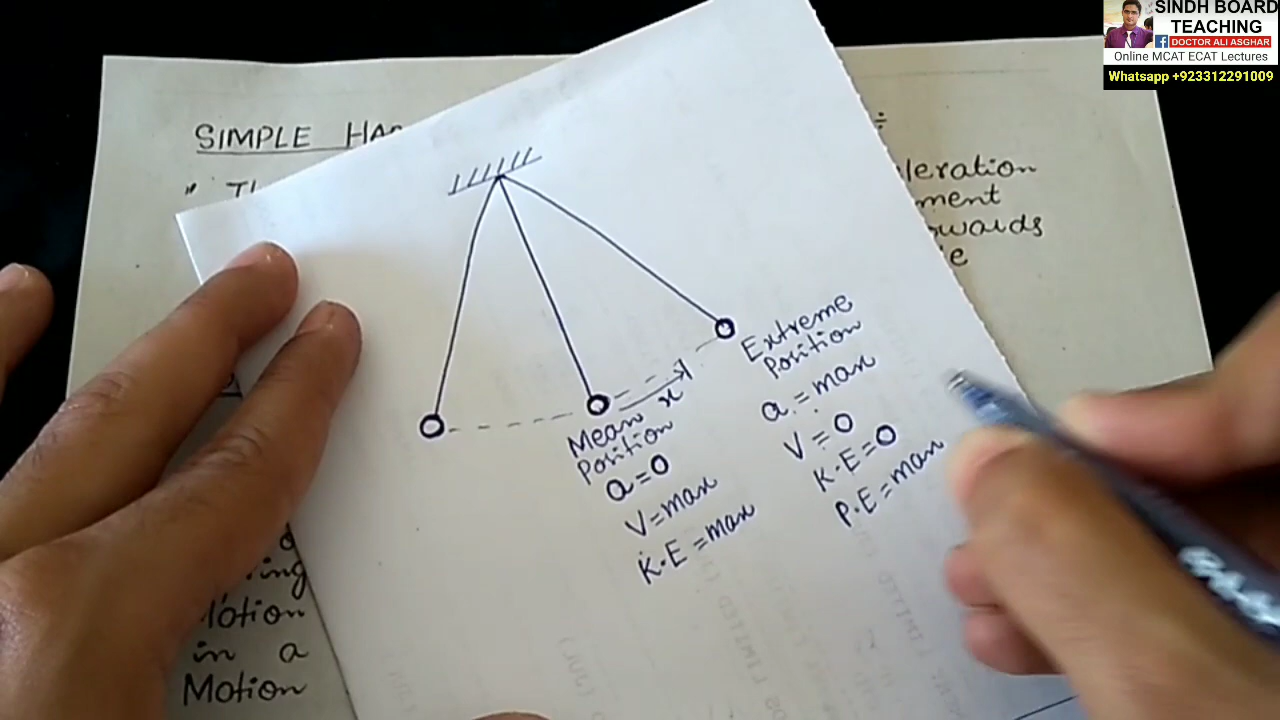 SINDH BOARD
TEACHING
DOCTOR ALI ASGHAR
Online MCAT ECAT Lectures
Whatsapp +923312291009
SIMPLE
leration
ment
wards
e
Extreme
Position
a = max
V = 0
K.E = 0
P.E = max
x
Mean
Position
a = 0
V = max
K.E = max
ing
Motion
in a
Motion